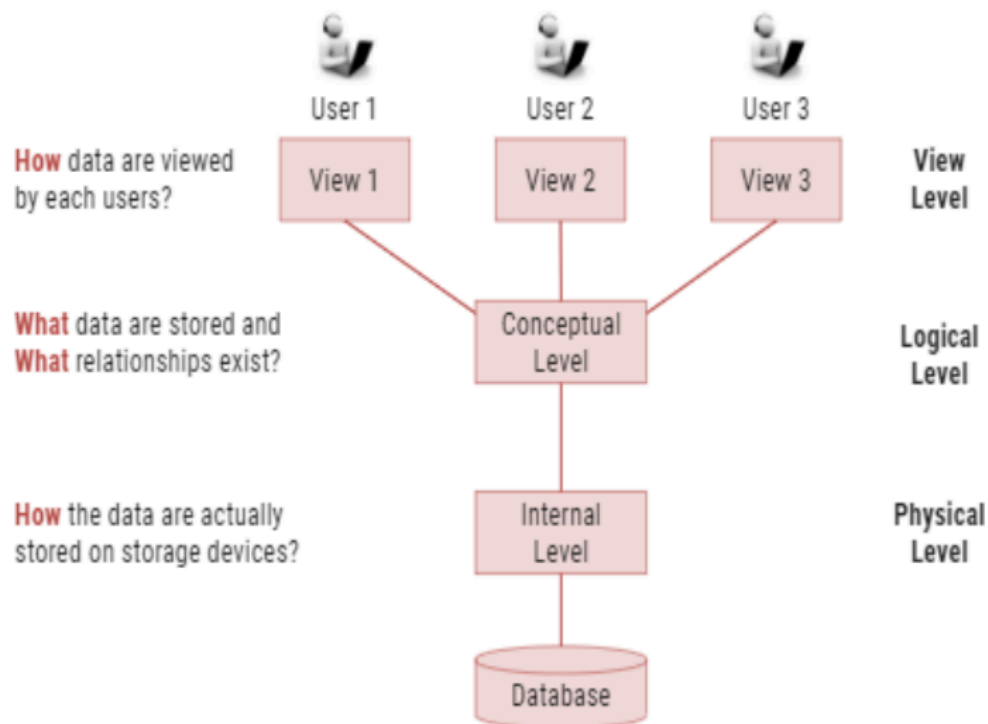 User 1
User 2
User 3
How data are viewed
by each users?
View 1
View 2
View 3
View
Level
What data are stored and
What relationships exist?
Conceptual
Level
Logical
Level
How the data are actually
stored on storage devices?
Internal
Level
Physical
Level
Database